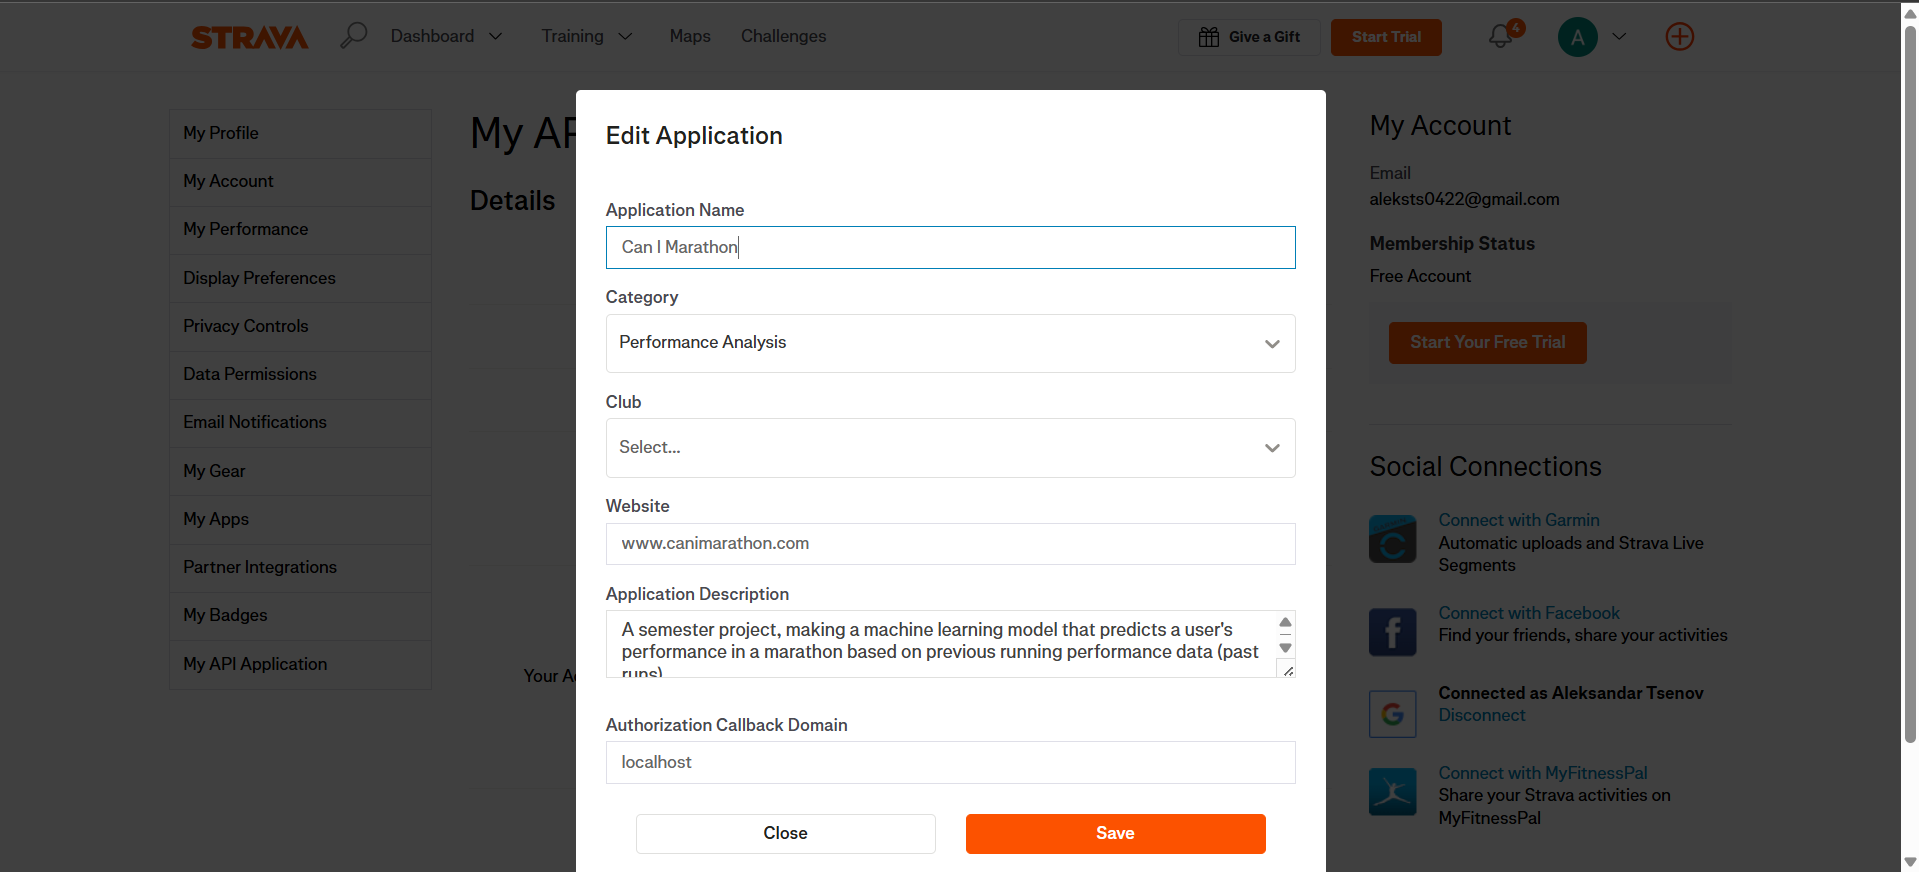 STRAVA
Dashboard
Training
Maps
Challenges
Give a Gift
Start Trial
4
A
My Profile
My Account
My Performance
Display Preferences
Privacy Controls
Data Permissions
Email Notifications
My Gear
My Apps
Partner Integrations
My Badges
My API Application
My AP
Details
Your A
Edit Application
Application Name
Can I Marathon
Category
Performance Analysis
Club
Select...
Website
www.canimarathon.com
Application Description
A semester project, making a machine learning model that predicts a user's
performance in a marathon based on previous running performance data (past
runs)
Authorization Callback Domain
localhost
Close
Save
My Account
Email
aleksts0422@gmail.com
Membership Status
Free Account
Start Your Free Trial
Social Connections
Connect with Garmin
Automatic uploads and Strava Live
Segments
Connect with Facebook
Find your friends, share your activities
Connected as Aleksandar Tsenov
Disconnect
Connect with MyFitnessPal
Share your Strava activities on
MyFitnessPal